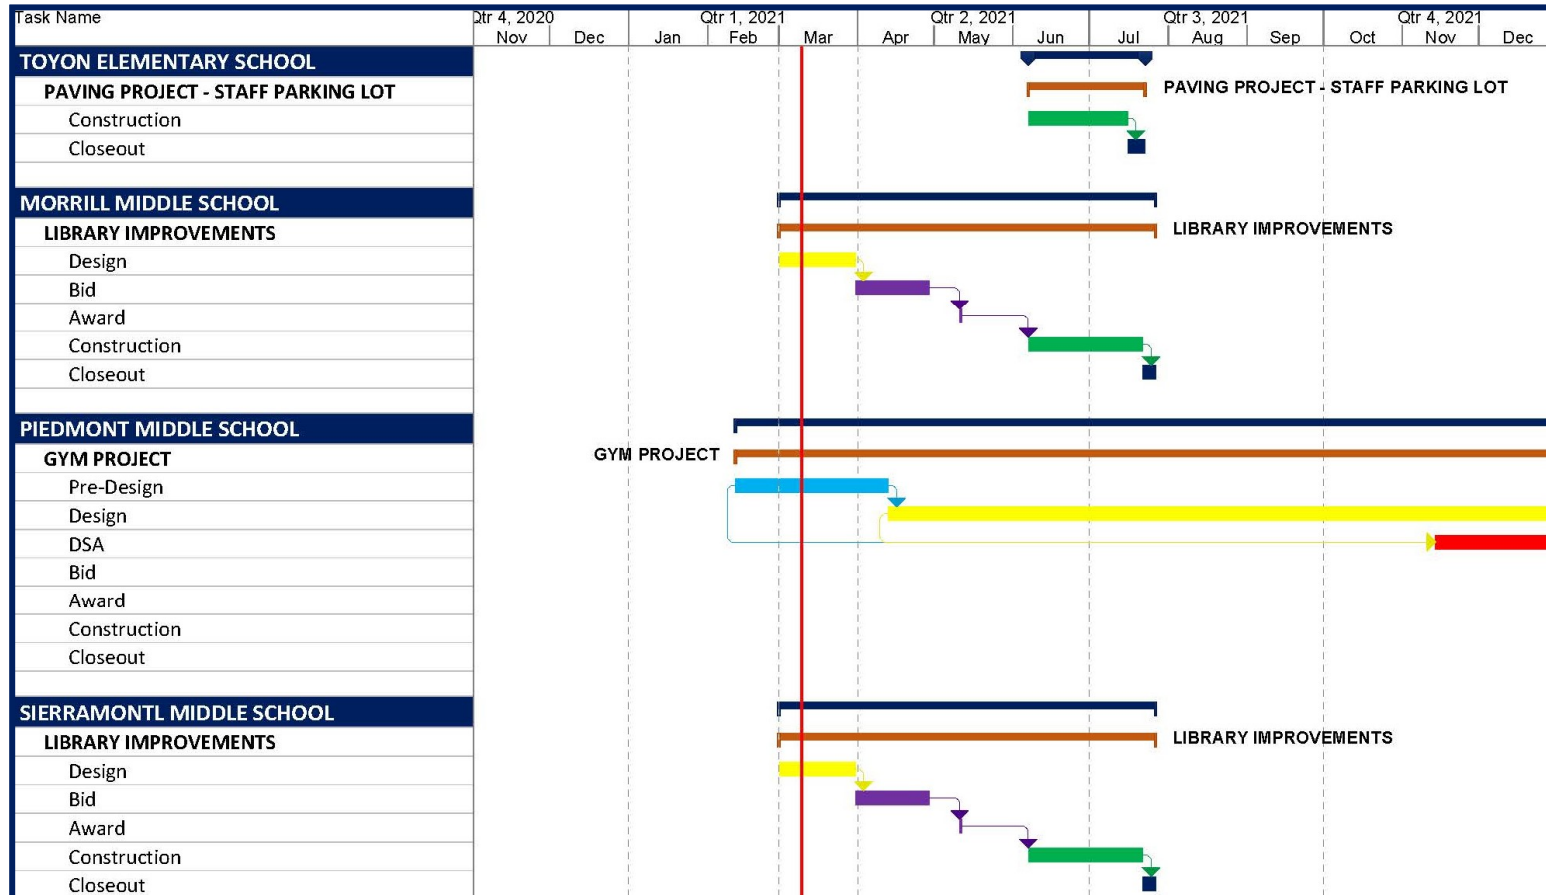 Task Name Qtr 4, 2020 Qtr 1, 2021 Qtr 2, 2021 Qtr 3, 2021 Qtr 4, 2021
Nov Dec Jan Feb Mar Apr May Jun Jul Aug Sep Oct Nov Dec
TOYON ELEMENTARY SCHOOL
PAVING PROJECT - STAFF PARKING LOT PAVING PROJECT - STAFF PARKING LOT
Construction
Closeout
MORRILL MIDDLE SCHOOL
LIBRARY IMPROVEMENTS LIBRARY IMPROVEMENTS
Design
Bid
Award
Construction
Closeout
PIEDMONT MIDDLE SCHOOL
GYM PROJECT GYM PROJECT
Pre-Design
Design
DSA
Bid
Award
Construction
Closeout
SIERRAMONTL MIDDLE SCHOOL
LIBRARY IMPROVEMENTS LIBRARY IMPROVEMENTS
Design
Bid
Award
Construction
Closeout